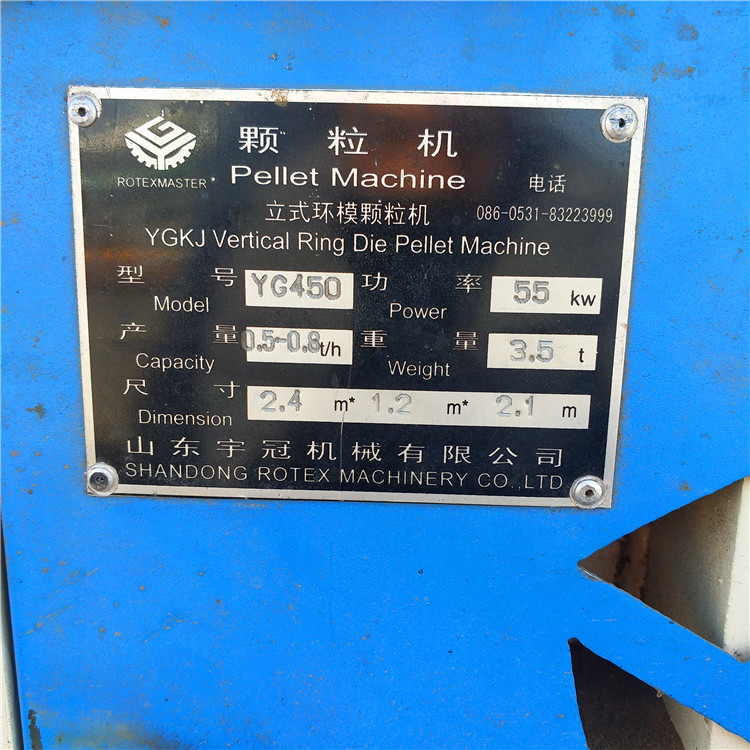 颗粒机
ROTEXMASTER
Pellet Machine
电话
立式环模颗粒机
086-0531-83223999
YGKJ Vertical Ring Die Pellet Machine
型号 YG450 功率 55 kw
Model Power
产量 0.5-0.8 t/h 重量 3.5 t
Capacity Weight
尺寸 2.4 m* 1.2 m* 2.1 m
Dimension
山东宇冠机械有限公司
SHANDONG ROTEX MACHINERY CO.,LTD